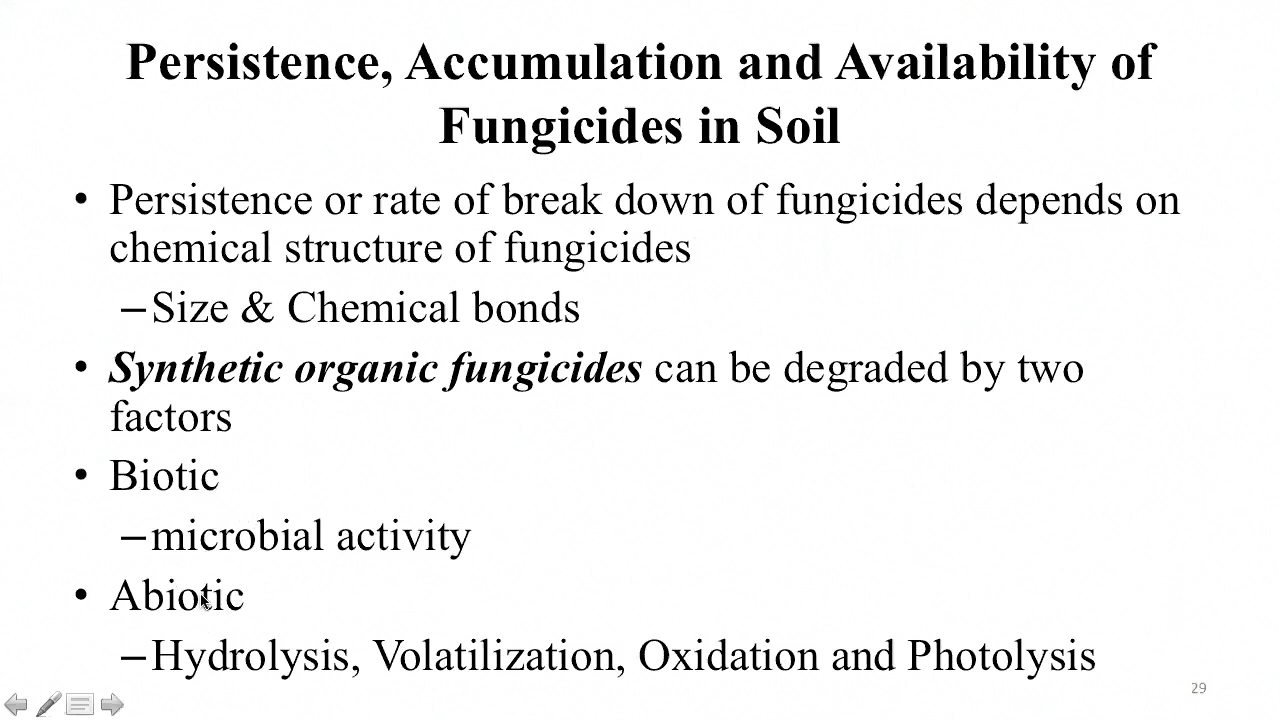 Persistence, Accumulation and Availability of
Fungicides in Soil
• Persistence or rate of break down of fungicides depends on
chemical structure of fungicides
–Size & Chemical bonds
• Synthetic organic fungicides can be degraded by two
factors
• Biotic
–microbial activity
• Abiotic
–Hydrolysis, Volatilization, Oxidation and Photolysis
29